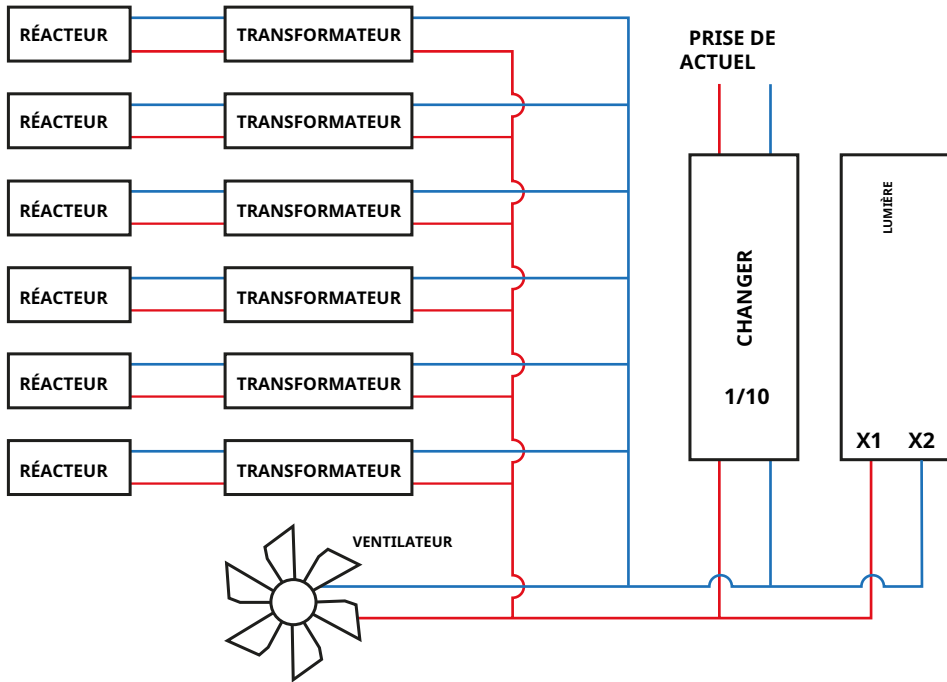 RÉACTEUR TRANSFORMATEUR
RÉACTEUR TRANSFORMATEUR
RÉACTEUR TRANSFORMATEUR
RÉACTEUR TRANSFORMATEUR
RÉACTEUR TRANSFORMATEUR
RÉACTEUR TRANSFORMATEUR
VENTILATEUR
PRISE DE
ACTUEL
CHANGER
1/10
LUMIÈRE
X1 X2